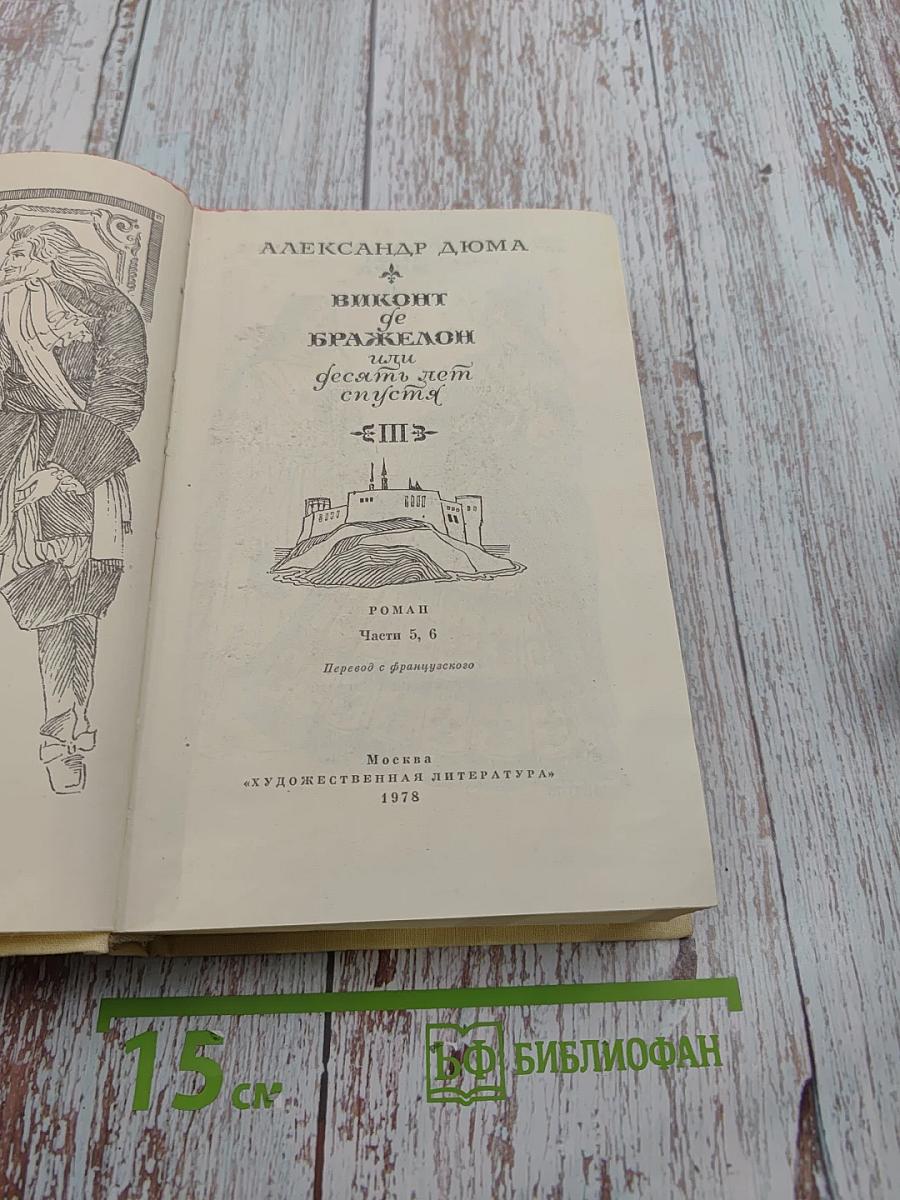 АЛЕКСАНДР ДЮМА
ВИКОНТ
де
БРАЖЕЛОН
или
десять лет
спустя
III
РОМАН
Части 5, 6
Перевод с французского
Москва
«ХУДОЖЕСТВЕННАЯ ЛИТЕРАТУРА»
1978
15 см
БФ БИБЛИОФАН